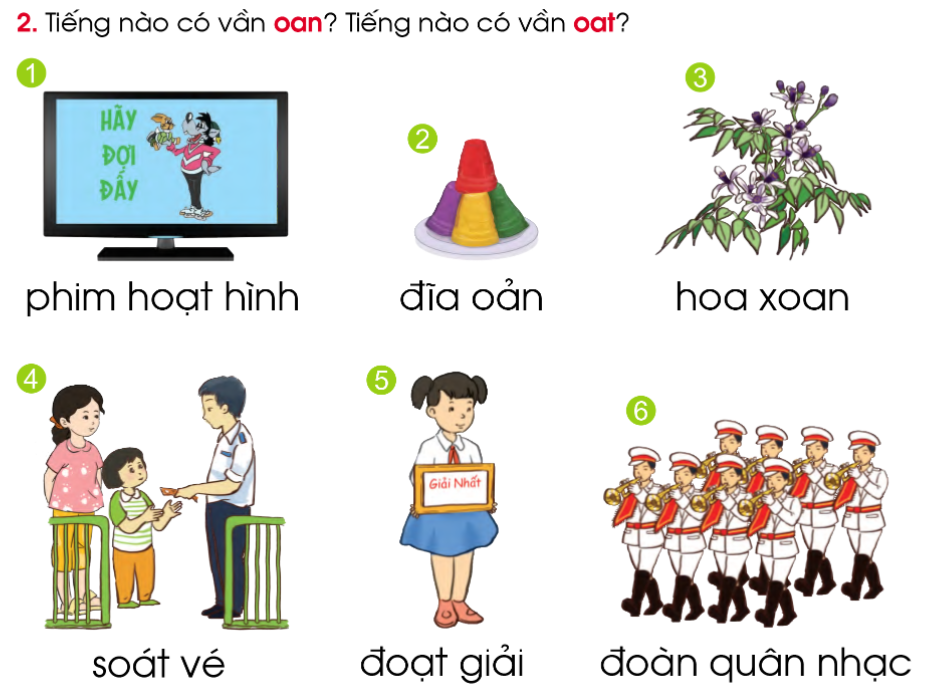 2. Tiếng nào có vần oan? Tiếng nào có vần oat?
1
HÃY
ĐỢI
ĐẤY
phim hoạt hình
2
đĩa oản
3
hoa xoan
4
soát vé
5
Giải Nhất
đoạt giải
6
đoàn quân nhạc